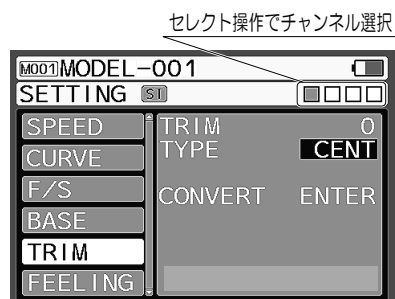 セレクト操作でチャンネル選択
M001 MODEL-001
SETTING ST
SPEED
CURVE
F/S
BASE
TRIM
FEELING
TRIM 0
TYPE CENT
CONVERT ENTER